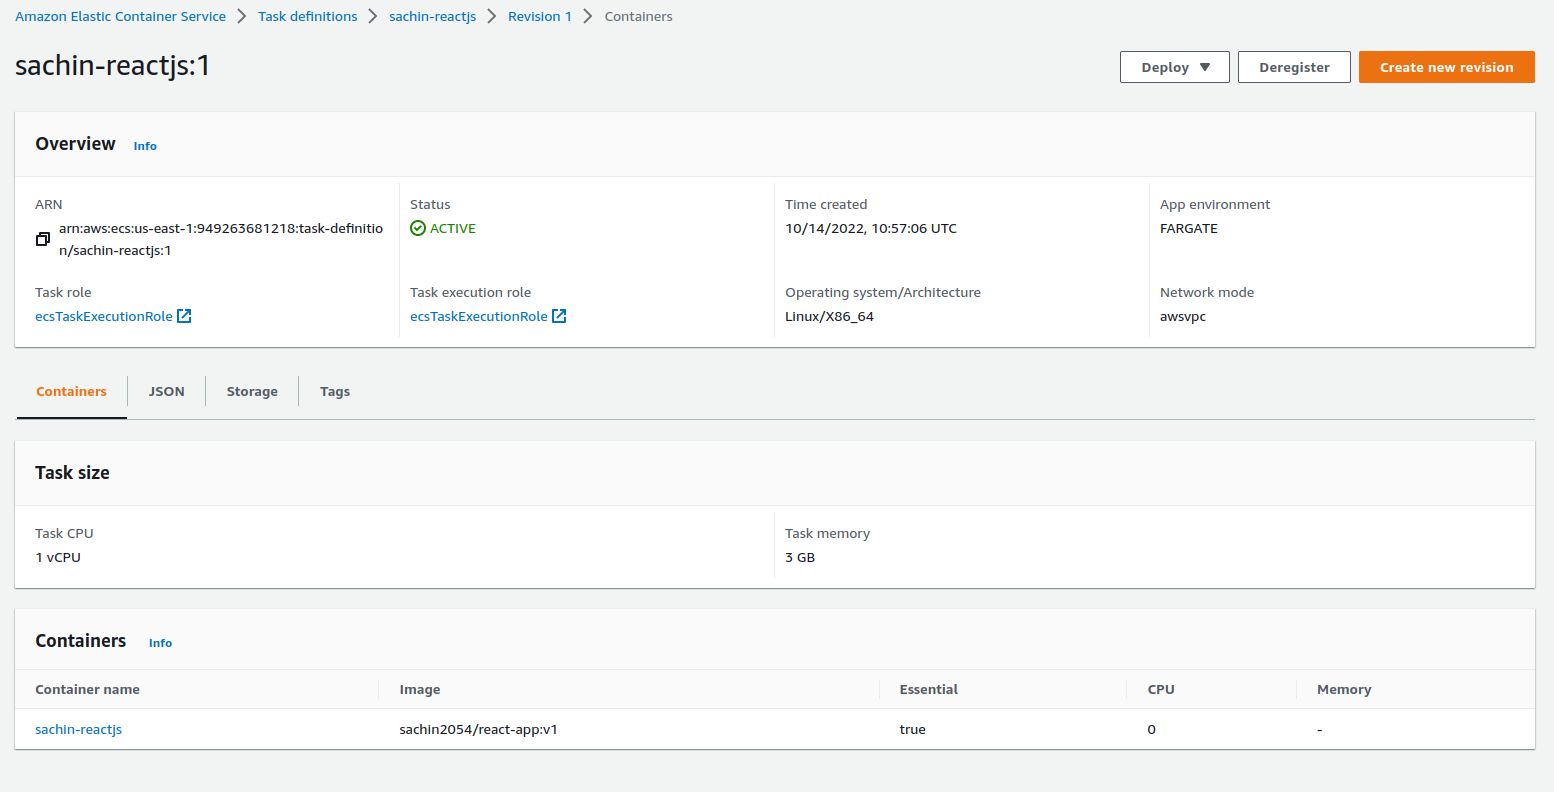 Amazon Elastic Container Service > Task definitions > sachin-reactjs > Revision 1 > Containers
sachin-reactjs:1
Deploy ▼ Deregister Create new revision
Overview Info
ARN
arn:aws:ecs:us-east-1:949263681218:task-definitio
n/sachin-reactjs:1
Status
ACTIVE
Time created
10/14/2022, 10:57:06 UTC
App environment
FARGATE
Task role
ecsTaskExecutionRole
Task execution role
ecsTaskExecutionRole
Operating system/Architecture
Linux/X86_64
Network mode
awsvpc
Containers JSON Storage Tags
Task size
Task CPU
1 vCPU
Task memory
3 GB
Containers Info
Container name Image Essential CPU Memory
sachin-reactjs sachin2054/react-app:v1 true 0 -